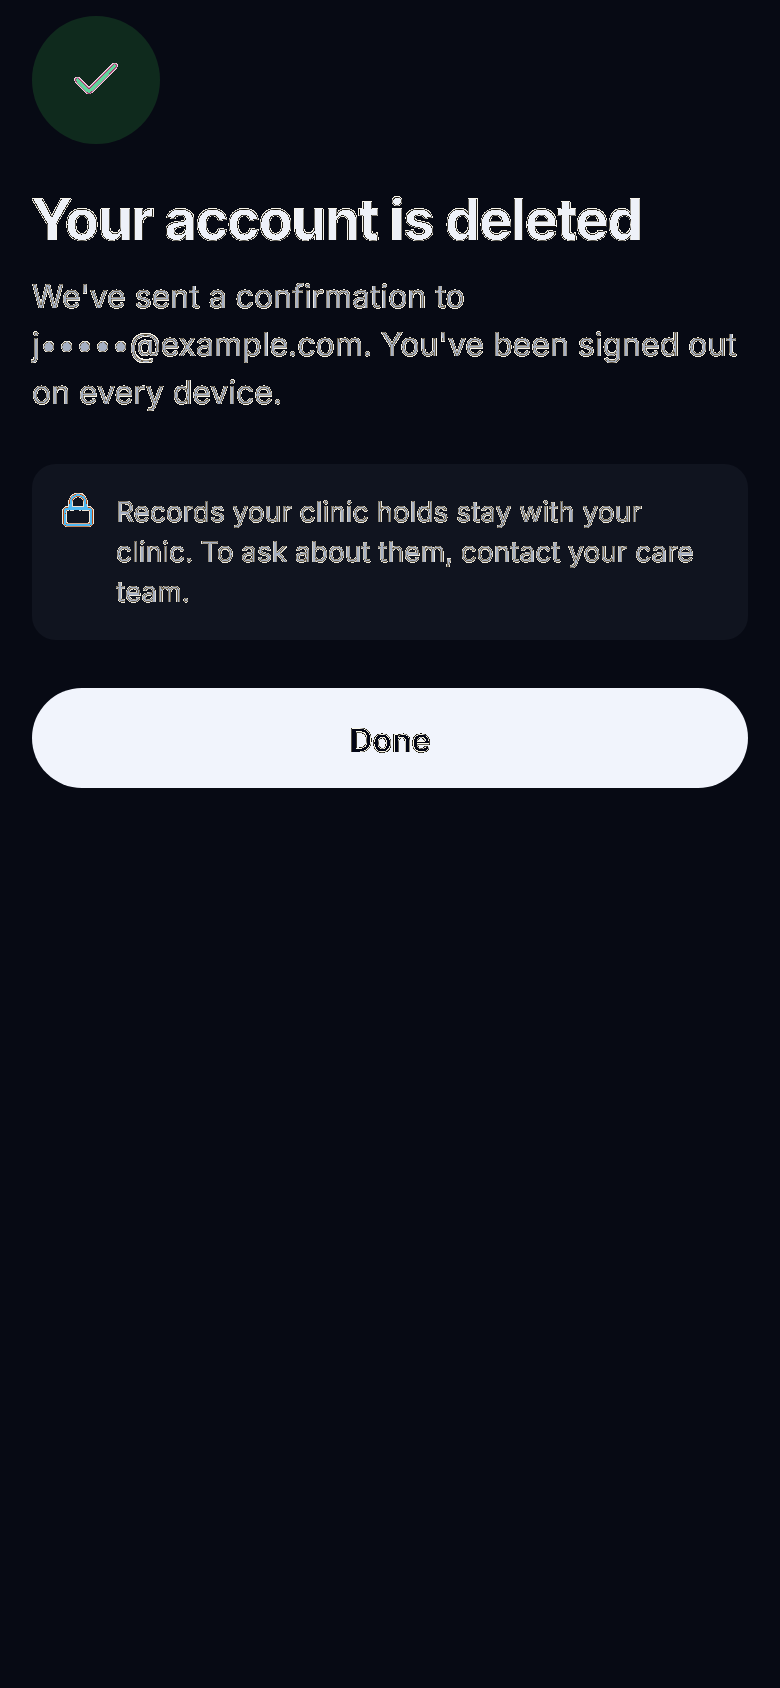 Your account is deleted
We've sent a confirmation to
j•••••@example.com. You've been signed out
on every device.
Records your clinic holds stay with your
clinic. To ask about them, contact your care
team.
Done